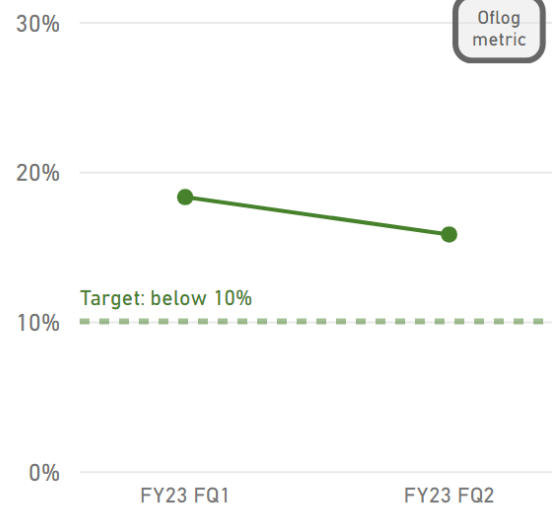 30%
Oflog
metric
20%
Target: below 10%
10%
0%
FY23 FQ1
FY23 FQ2